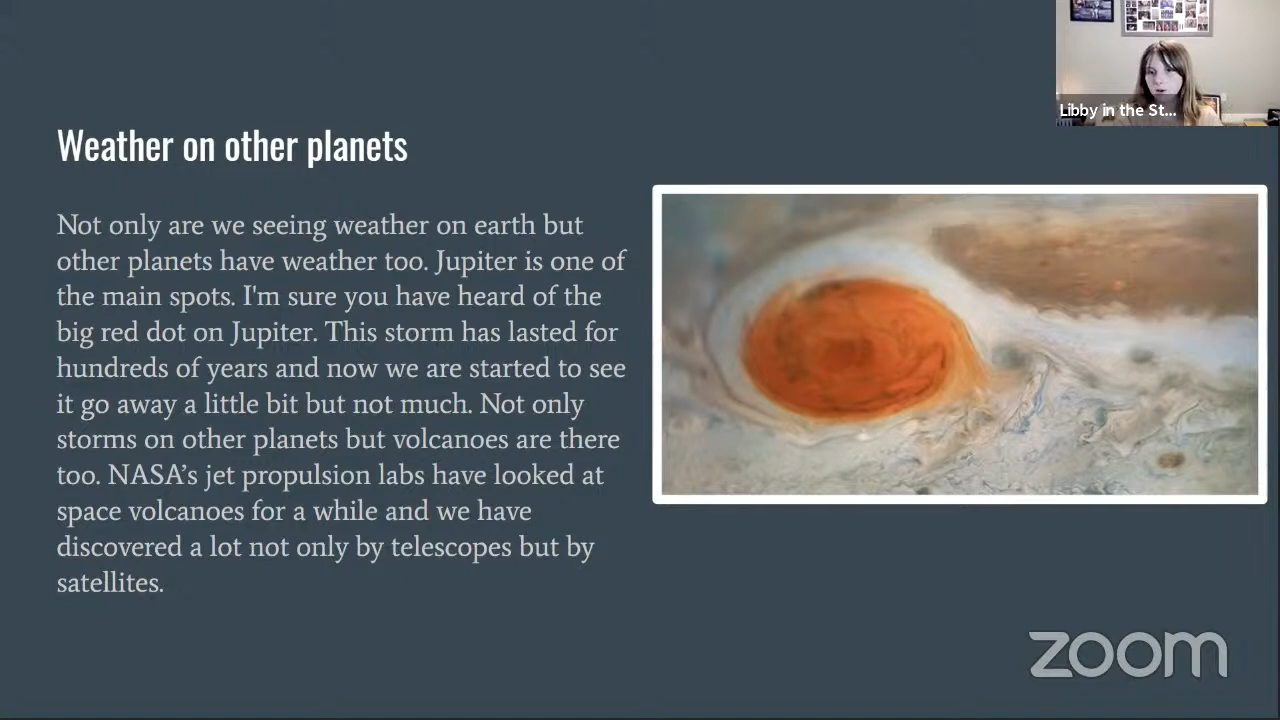 Libby in the St...
Weather on other planets
Not only are we seeing weather on earth but
other planets have weather too. Jupiter is one of
the main spots. I'm sure you have heard of the
big red dot on Jupiter. This storm has lasted for
hundreds of years and now we are started to see
it go away a little bit but not much. Not only
storms on other planets but volcanoes are there
too. NASA’s jet propulsion labs have looked at
space volcanoes for a while and we have
discovered a lot not only by telescopes but by
satellites.
zoom